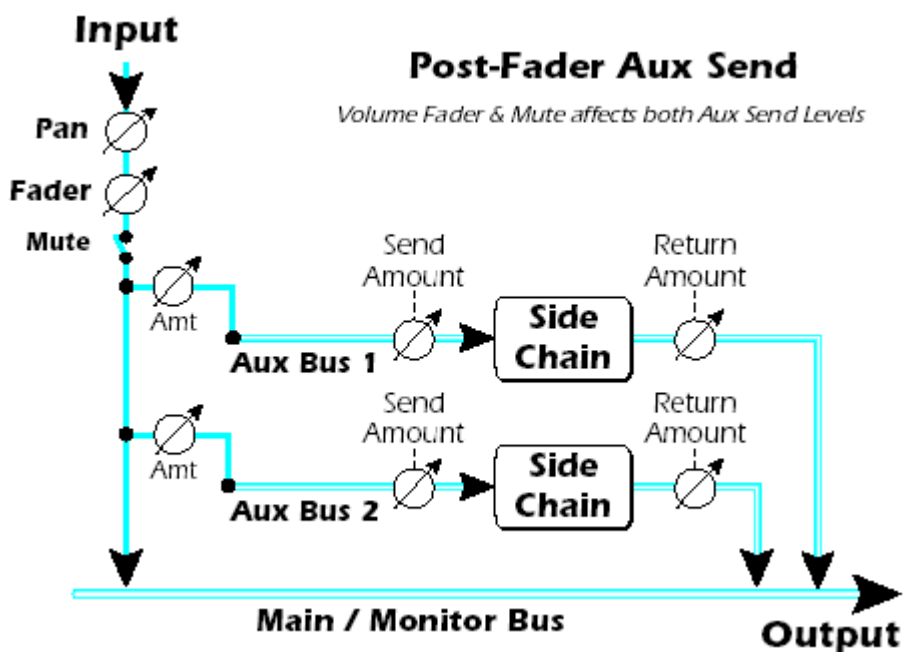 Input
Post-Fader Aux Send
Volume Fader & Mute affects both Aux Send Levels
Pan
Fader
Mute
Amt
Aux Bus 1
Send
Amount
Side
Chain
Return
Amount
Amt
Aux Bus 2
Send
Amount
Side
Chain
Return
Amount
Main / Monitor Bus
Output